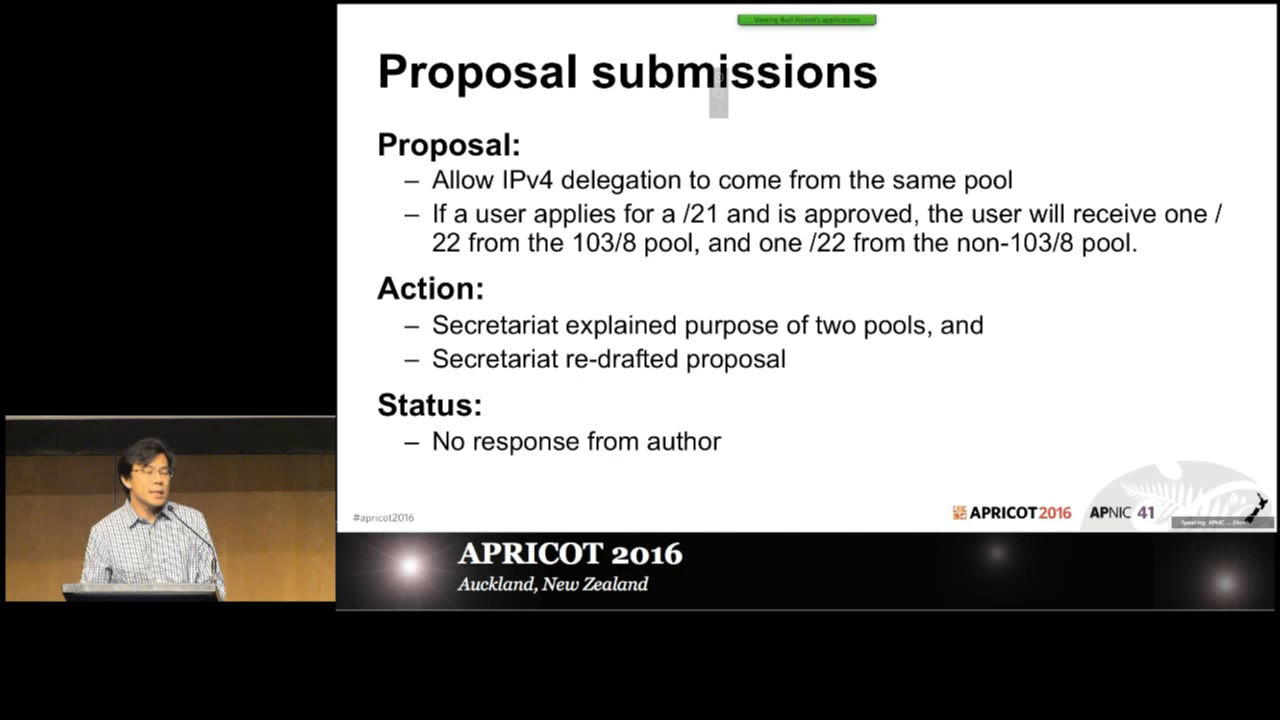 Viewing Ruri Hiromi's applications
Proposal submissions
Proposal:
– Allow IPv4 delegation to come from the same pool
– If a user applies for a /21 and is approved, the user will receive one /
22 from the 103/8 pool, and one /22 from the non-103/8 pool.
Action:
– Secretariat explained purpose of two pools, and
– Secretariat re-drafted proposal
Status:
– No response from author
#apricot2016
APRICOT 2016
APNIC 41
Speaking: APNIC ...
APRICOT 2016
Auckland, New Zealand